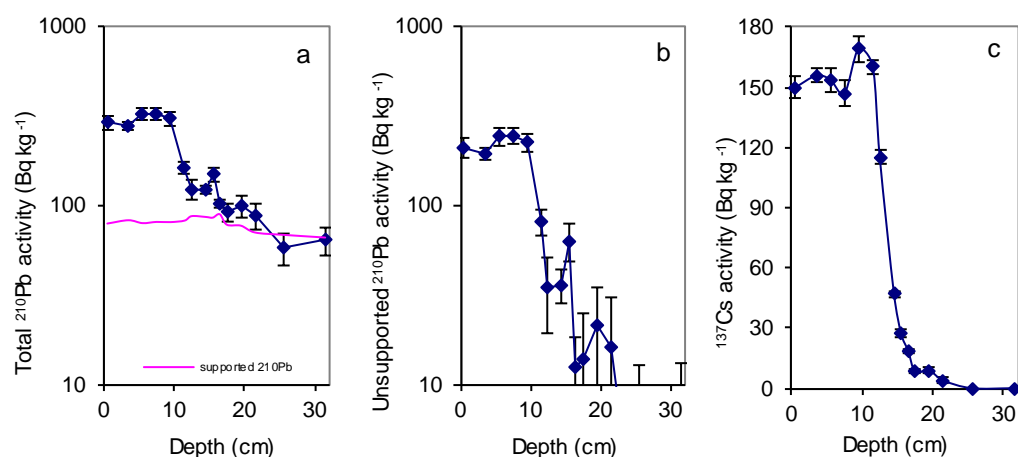 Total ²¹⁰Pb activity (Bq kg⁻¹)
1000
100
10
a
supported 210Pb
0 10 20 30
Depth (cm)
Unsupported ²¹⁰Pb activity (Bq kg⁻¹)
1000
100
10
b
0 10 20 30
Depth (cm)
¹³⁷Cs activity (Bq kg⁻¹)
180
150
120
90
60
30
0
c
0 10 20 30
Depth (cm)